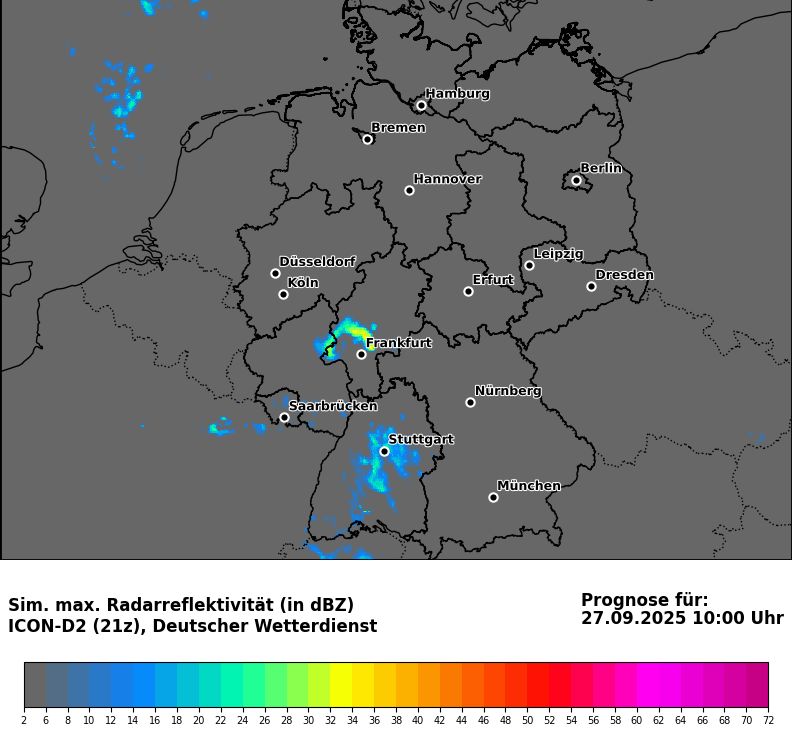 Hamburg
Bremen
Berlin
Hannover
Leipzig
Düsseldorf
Dresden
Köln
Erfurt
Frankfurt
Nürnberg
Saarbrücken
Stuttgart
München
Sim. max. Radarreflektivität (in dBZ)
ICON-D2 (21z), Deutscher Wetterdienst
Prognose für:
27.09.2025 10:00 Uhr
2 6 8 10 12 14 16 18 20 22 24 26 28 30 32 34 36 38 40 42 44 46 48 50 52 54 56 58 60 62 64 66 68 70 72